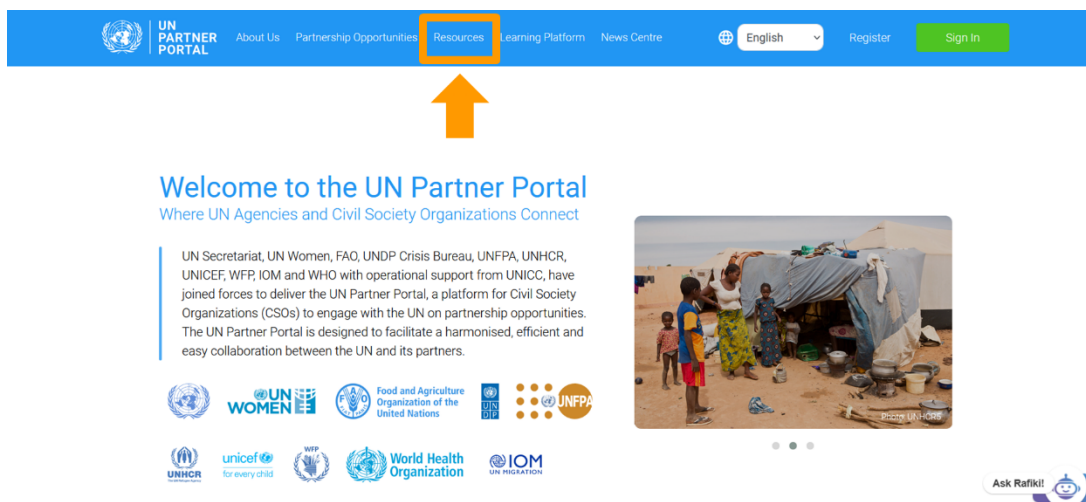 UN
PARTNER
PORTAL
About Us
Partnership Opportunities
Resources
Learning Platform
News Centre
English
Register
Sign In
Welcome to the UN Partner Portal
Where UN Agencies and Civil Society Organizations Connect
UN Secretariat, UN Women, FAO, UNDP Crisis Bureau, UNFPA, UNHCR,
UNICEF, WFP, IOM and WHO with operational support from UNICC, have
joined forces to deliver the UN Partner Portal, a platform for Civil Society
Organizations (CSOs) to engage with the UN on partnership opportunities.
The UN Partner Portal is designed to facilitate a harmonised, efficient and
easy collaboration between the UN and its partners.
UN
WOMEN
FAO
Food and Agriculture
Organization of the
United Nations
UN
DP
UNFPA
Photo: UNHCRS
UNHCR
unicef
for every child
WFP
World Health
Organization
IOM
UN MIGRATION
Ask Rafiki!